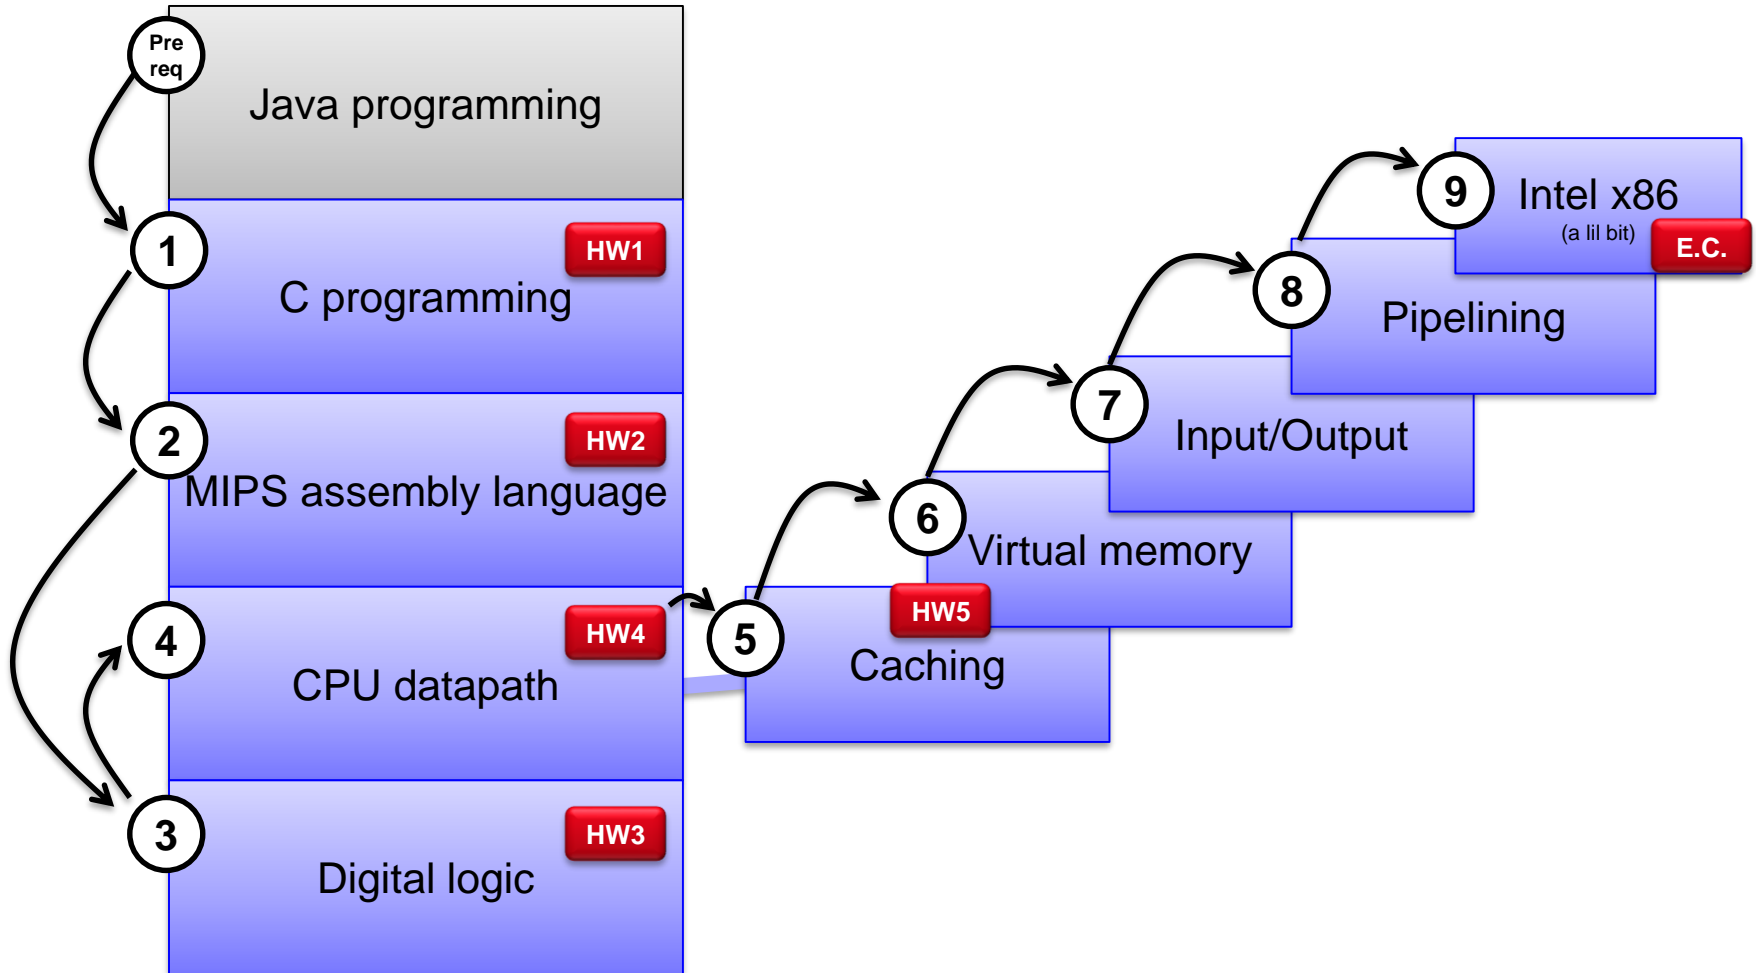 Pre
req
Java programming
1
HW1
C programming
2
HW2
MIPS assembly language
4
HW4
CPU datapath
3
HW3
Digital logic
5
Caching
HW5
6
Virtual memory
7
Input/Output
8
Pipelining
9
Intel x86
(a lil bit)
E.C.